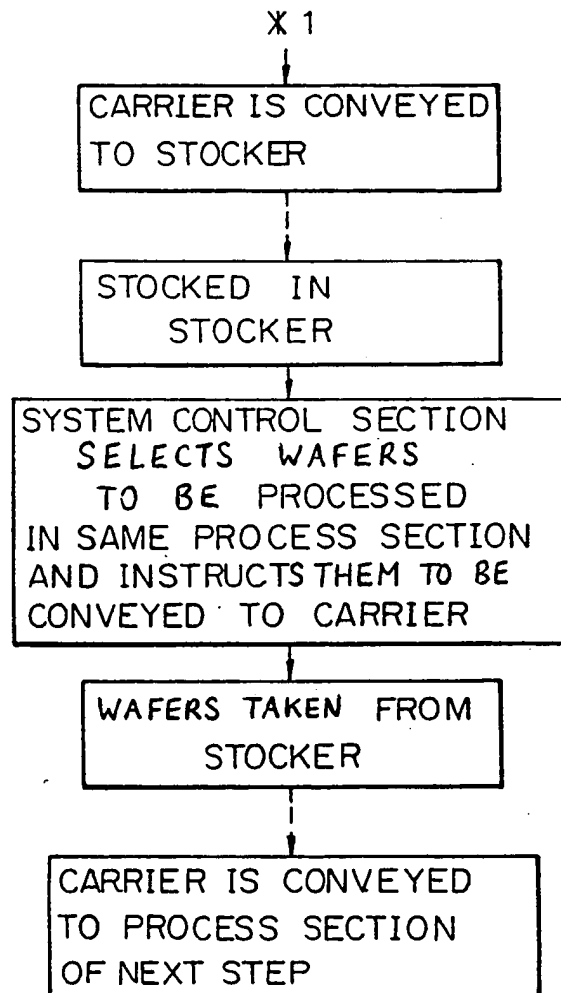 ※ 1
CARRIER IS CONVEYED
TO STOCKER
STOCKED IN
STOCKER
SYSTEM CONTROL SECTION
SELECTS WAFERS
TO BE PROCESSED
IN SAME PROCESS SECTION
AND INSTRUCTS THEM TO BE
CONVEYED TO CARRIER
WAFERS TAKEN FROM
STOCKER
CARRIER IS CONVEYED
TO PROCESS SECTION
OF NEXT STEP